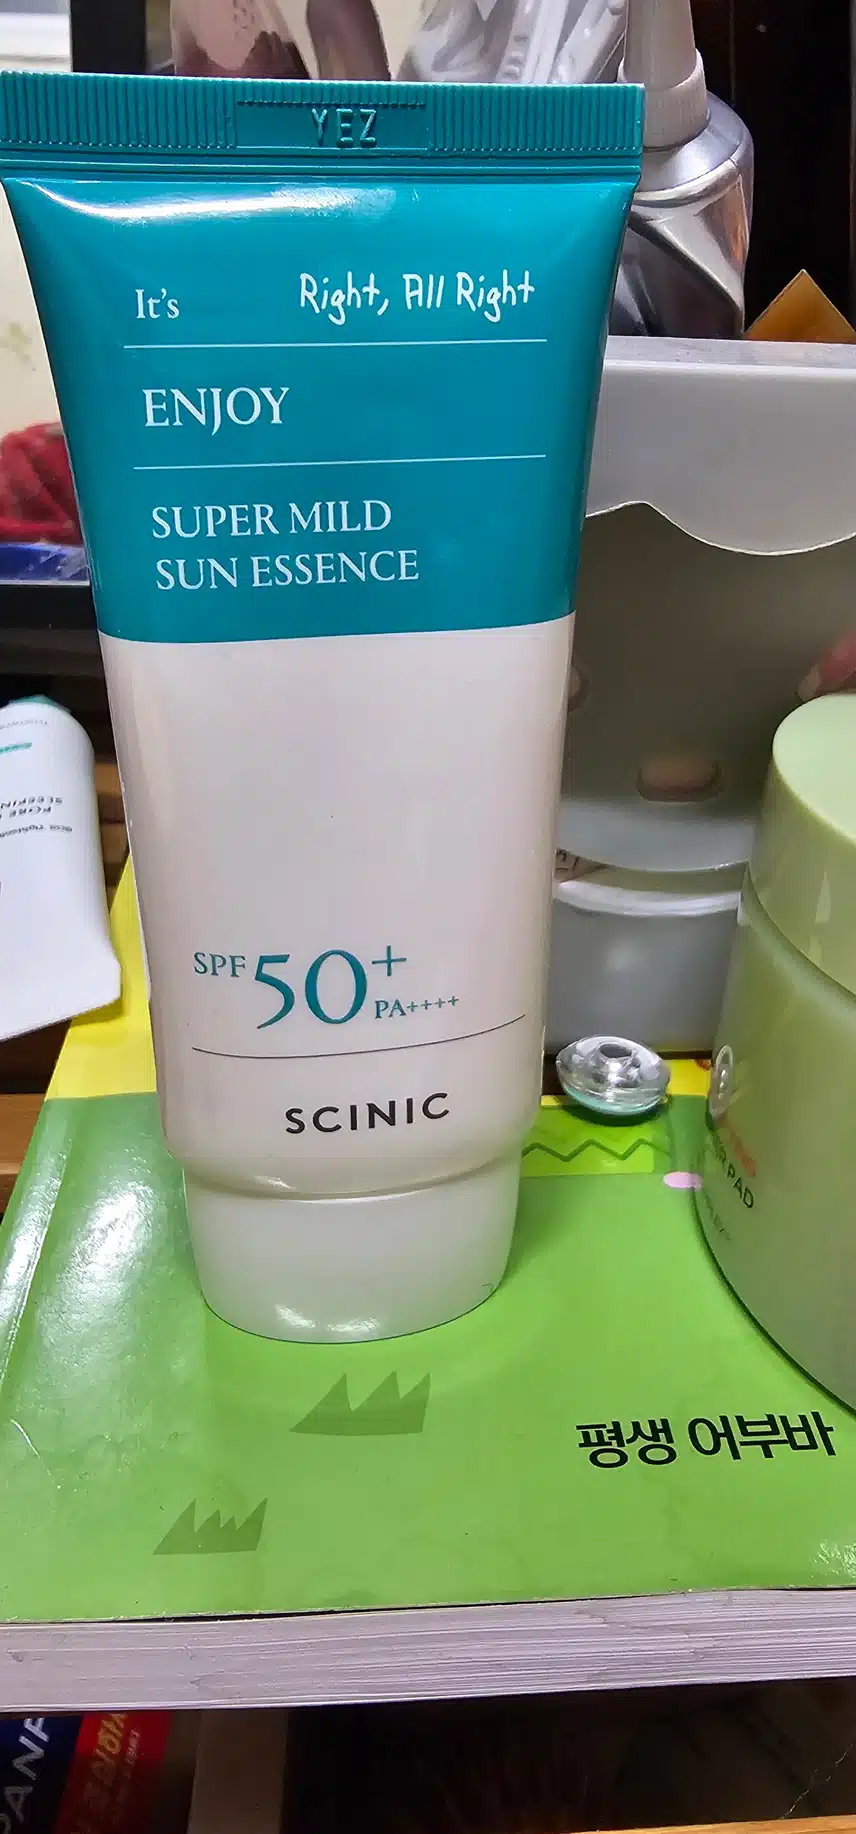 YEZ
It's Right, All Right
ENJOY
SUPER MILD
SUN ESSENCE
SPF 50+
PA++++
SCINIC
PAD
평생 어부바